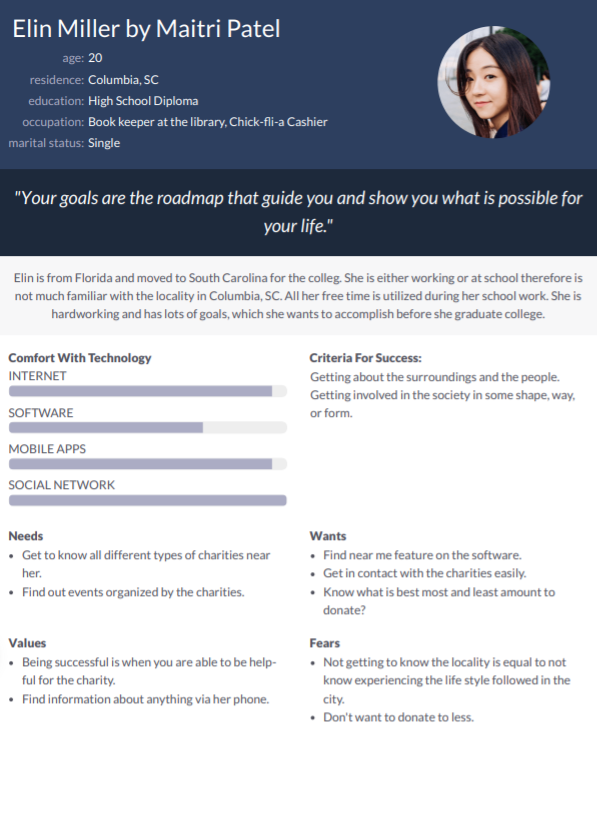 Elin Miller by Maitri Patel
age: 20
residence: Columbia, SC
education: High School Diploma
occupation: Book keeper at the library, Chick-fli-a Cashier
marital status: Single
"Your goals are the roadmap that guide you and show you what is possible for
your life."
Elin is from Florida and moved to South Carolina for the colleg. She is either working or at school therefore is
not much familiar with the locality in Columbia, SC. All her free time is utilized during her school work. She is
hardworking and has lots of goals, which she wants to accomplish before she graduate college.
Comfort With Technology
INTERNET
SOFTWARE
MOBILE APPS
SOCIAL NETWORK
Criteria For Success:
Getting about the surroundings and the people.
Getting involved in the society in some shape, way,
or form.
Needs
• Get to know all different types of charities near
her.
• Find out events organized by the charities.
Wants
• Find near me feature on the software.
• Get in contact with the charities easily.
• Know what is best most and least amount to
donate?
Values
• Being successful is when you are able to be help-
ful for the charity.
• Find information about anything via her phone.
Fears
• Not getting to know the locality is equal to not
know experiencing the life style followed in the
city.
• Don't want to donate to less.